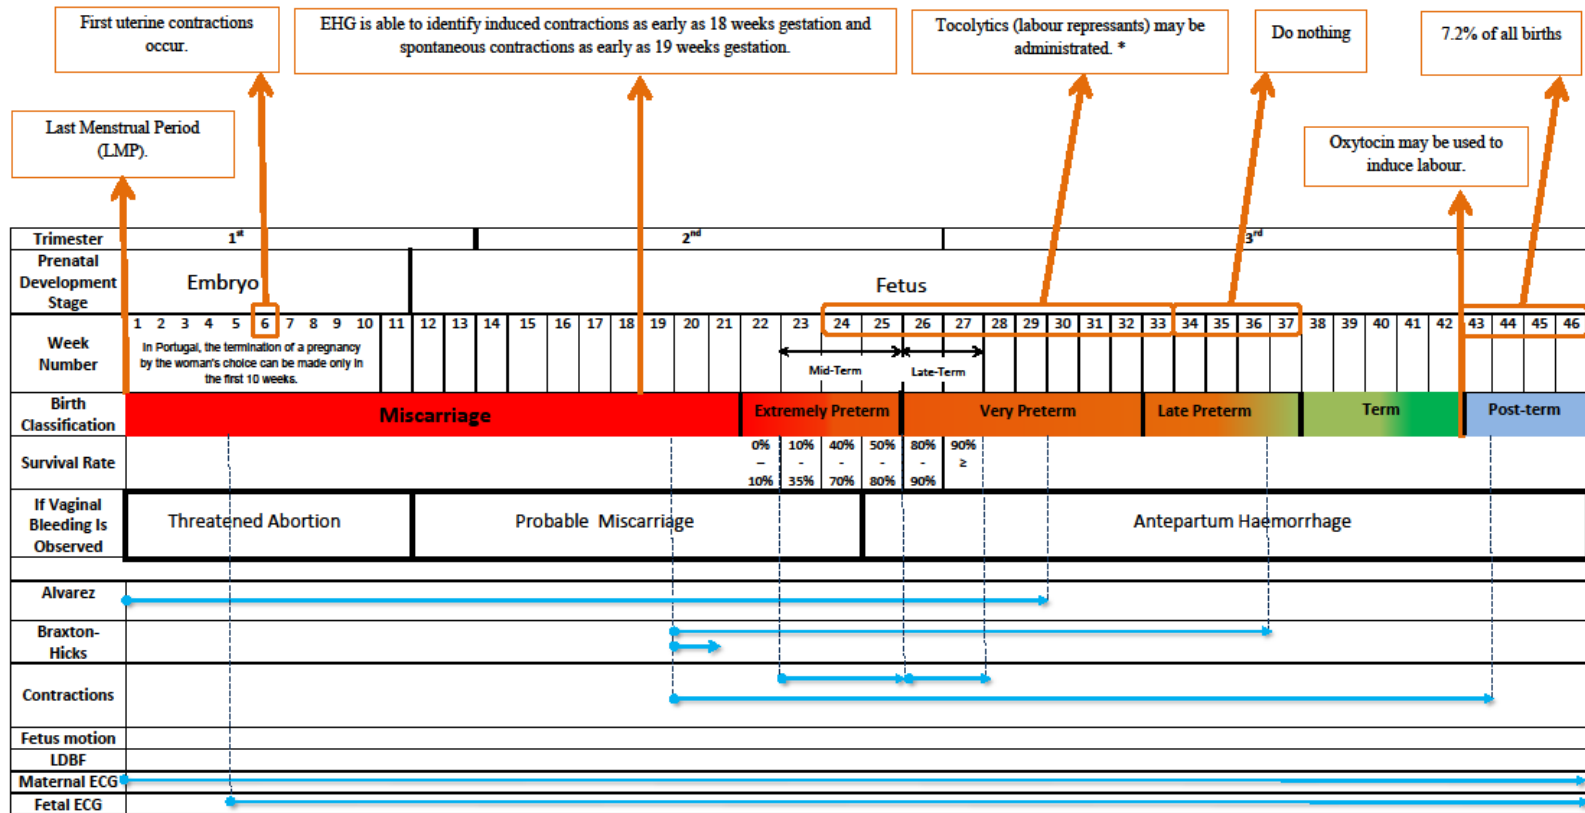 First uterine contractions
occur.
EHG is able to identify induced contractions as early as 18 weeks gestation and
spontaneous contractions as early as 19 weeks gestation.
Tocolytics (labour repressants) may be
administrated. *
Do nothing
7.2% of all births
Last Menstrual Period
(LMP).
Oxytocin may be used to
induce labour.
Trimester 1st 2nd 3rd
Prenatal
Development
Stage
Embryo Fetus
Week
Number
1 2 3 4 5 6 7 8 9 10 11 12 13 14 15 16 17 18 19 20 21 22 23 24 25 26 27 28 29 30 31 32 33 34 35 36 37 38 39 40 41 42 43 44 45 46
In Portugal, the termination of a pregnancy
by the woman's choice can be made only in
the first 10 weeks.
Mid-Term Late-Term
Birth
Classification
Miscarriage Extremely Preterm Very Preterm Late Preterm Term Post-term
Survival Rate
0% 10% 40% 50% 80% 90%
– - - - - ≥
10% 35% 70% 80% 90%
If Vaginal
Bleeding Is
Observed
Threatened Abortion Probable Miscarriage Antepartum Haemorrhage
Alvarez
Braxton-
Hicks
Contractions
Fetus motion
LDBF
Maternal ECG
Fetal ECG